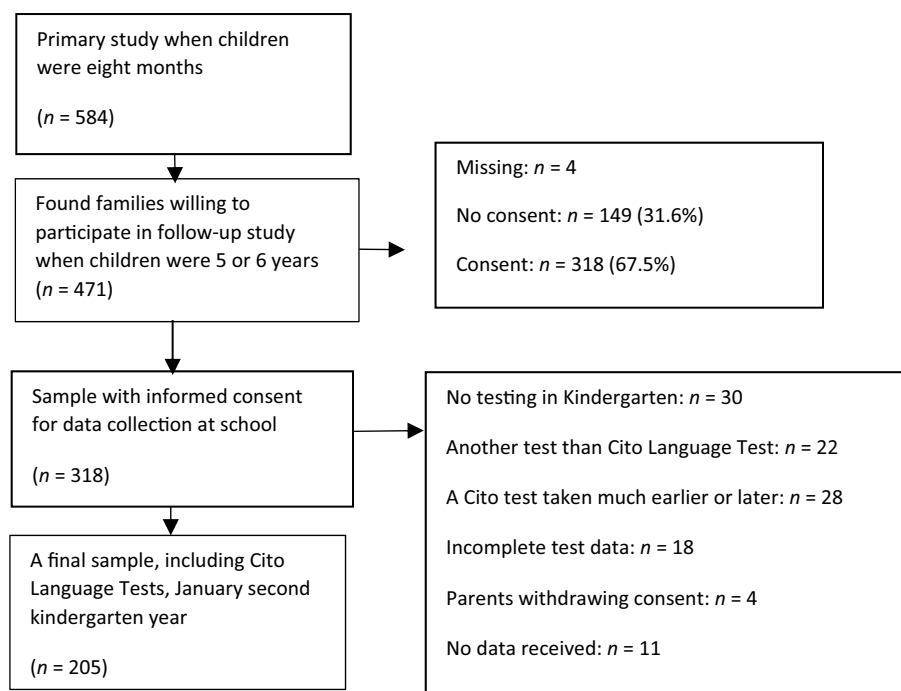 Primary study when children
were eight months
(n = 584)
Missing: n = 4
No consent: n = 149 (31.6%)
Consent: n = 318 (67.5%)
Found families willing to
participate in follow-up study
when children were 5 or 6 years
(n = 471)
Sample with informed consent
for data collection at school
(n = 318)
No testing in Kindergarten: n = 30
Another test than Cito Language Test: n = 22
A Cito test taken much earlier or later: n = 28
Incomplete test data: n = 18
Parents withdrawing consent: n = 4
No data received: n = 11
A final sample, including Cito
Language Tests, January second
kindergarten year
(n = 205)